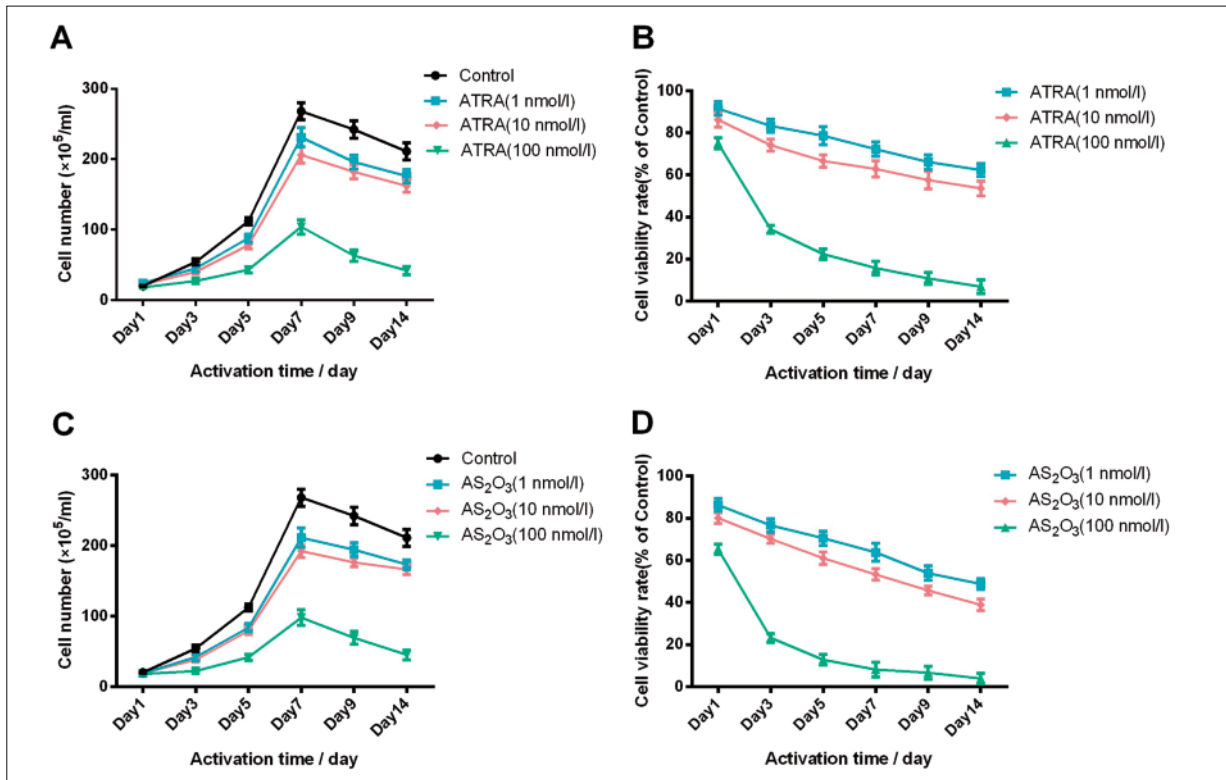 A
Control
ATRA(1 nmol/l)
ATRA(10 nmol/l)
ATRA(100 nmol/l)
Cell number (×10⁵/ml)
300
200
100
0
Day1 Day3 Day5 Day7 Day9 Day14
Activation time / day
B
ATRA(1 nmol/l)
ATRA(10 nmol/l)
ATRA(100 nmol/l)
Cell viability rate(% of Control)
100
80
60
40
20
0
Day1 Day3 Day5 Day7 Day9 Day14
Activation time / day
C
Control
AS₂O₃(1 nmol/l)
AS₂O₃(10 nmol/l)
AS₂O₃(100 nmol/l)
Cell number (×10⁵/ml)
300
200
100
0
Day1 Day3 Day5 Day7 Day9 Day14
Activation time / day
D
AS₂O₃(1 nmol/l)
AS₂O₃(10 nmol/l)
AS₂O₃(100 nmol/l)
Cell viability rate(% of Control)
100
80
60
40
20
0
Day1 Day3 Day5 Day7 Day9 Day14
Activation time / day